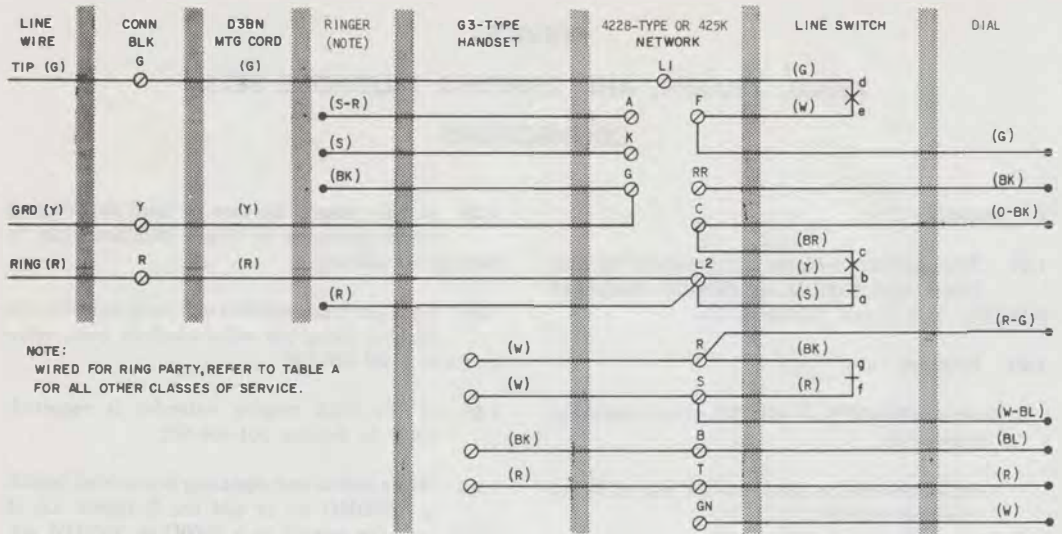 LINE WIRE
CONN BLK
D3BN MTG CORD
RINGER (NOTE)
G3-TYPE HANDSET
4228-TYPE OR 425K NETWORK
LINE SWITCH
DIAL
TIP (G)
G
(G)
L1
(G)
d
(S-R)
A
F
(W)
e
(S)
K
(G)
(BK)
G
RR
(BK)
GRD (Y)
Y
(Y)
C
(O-BK)
(BR)
c
RING (R)
R
(R)
L2
(Y)
b
(R)
(S)
a
(R-G)
NOTE:
WIRED FOR RING PARTY, REFER TO TABLE A
FOR ALL OTHER CLASSES OF SERVICE.
(W)
R
(BK)
g
(W)
S
(R)
f
(W-BL)
(BK)
B
(BL)
(R)
T
(R)
GN
(W)